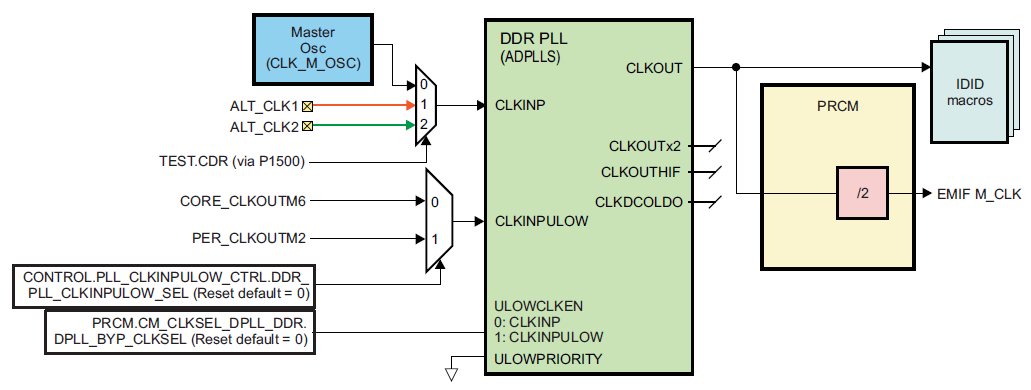 Master
Osc
(CLK_M_OSC)
ALT_CLK1
ALT_CLK2
TEST.CDR (via P1500)
0
1
2
CORE_CLKOUTM6
PER_CLKOUTM2
0
1
CONTROL.PLL_CLKINPULOW_CTRL.DDR_
PLL_CLKINPULOW_SEL (Reset default = 0)
PRCM.CM_CLKSEL_DPLL_DDR.
DPLL_BYP_CLKSEL (Reset default = 0)
DDR PLL
(ADPLLS)
CLKINP
CLKINPULOW
ULOWCLKEN
0: CLKINP
1: CLKINPULOW
ULOWPRIORITY
CLKOUT
CLKOUTx2
CLKOUTHIF
CLKDCOLDO
PRCM
/2
IDID
macros
EMIF M_CLK